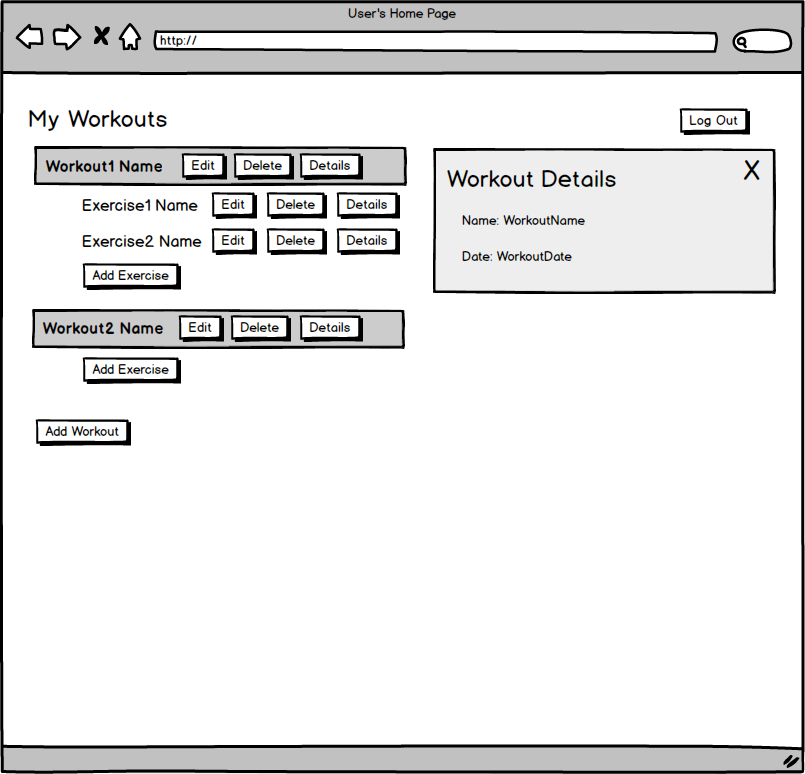 User's Home Page
http://
My Workouts
Log Out
Workout1 Name Edit Delete Details
Exercise1 Name Edit Delete Details
Exercise2 Name Edit Delete Details
Add Exercise
Workout2 Name Edit Delete Details
Add Exercise
Add Workout
Workout Details X
Name: WorkoutName
Date: WorkoutDate